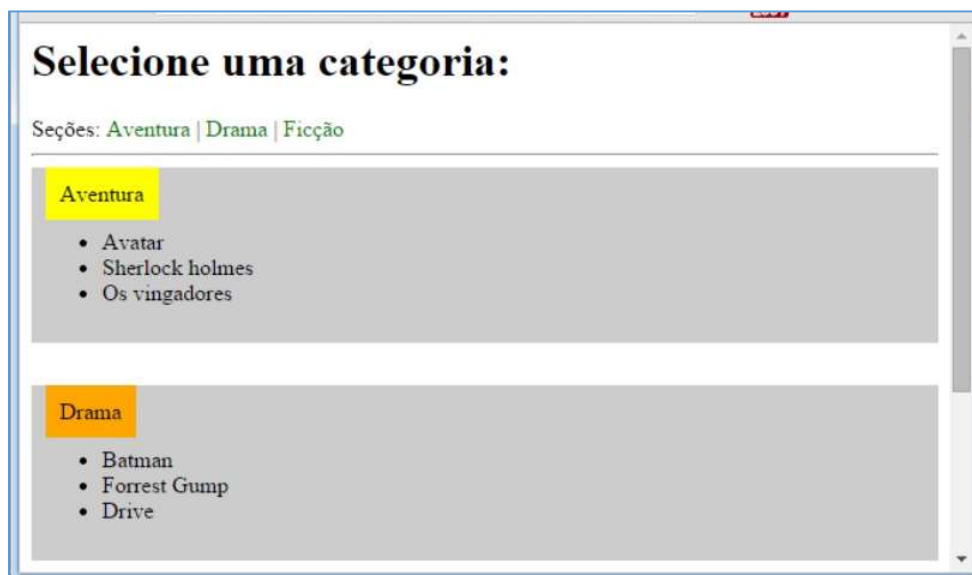 Selecione uma categoria:
Seções: Aventura | Drama | Ficção
Aventura
• Avatar
• Sherlock holmes
• Os vingadores
Drama
• Batman
• Forrest Gump
• Drive